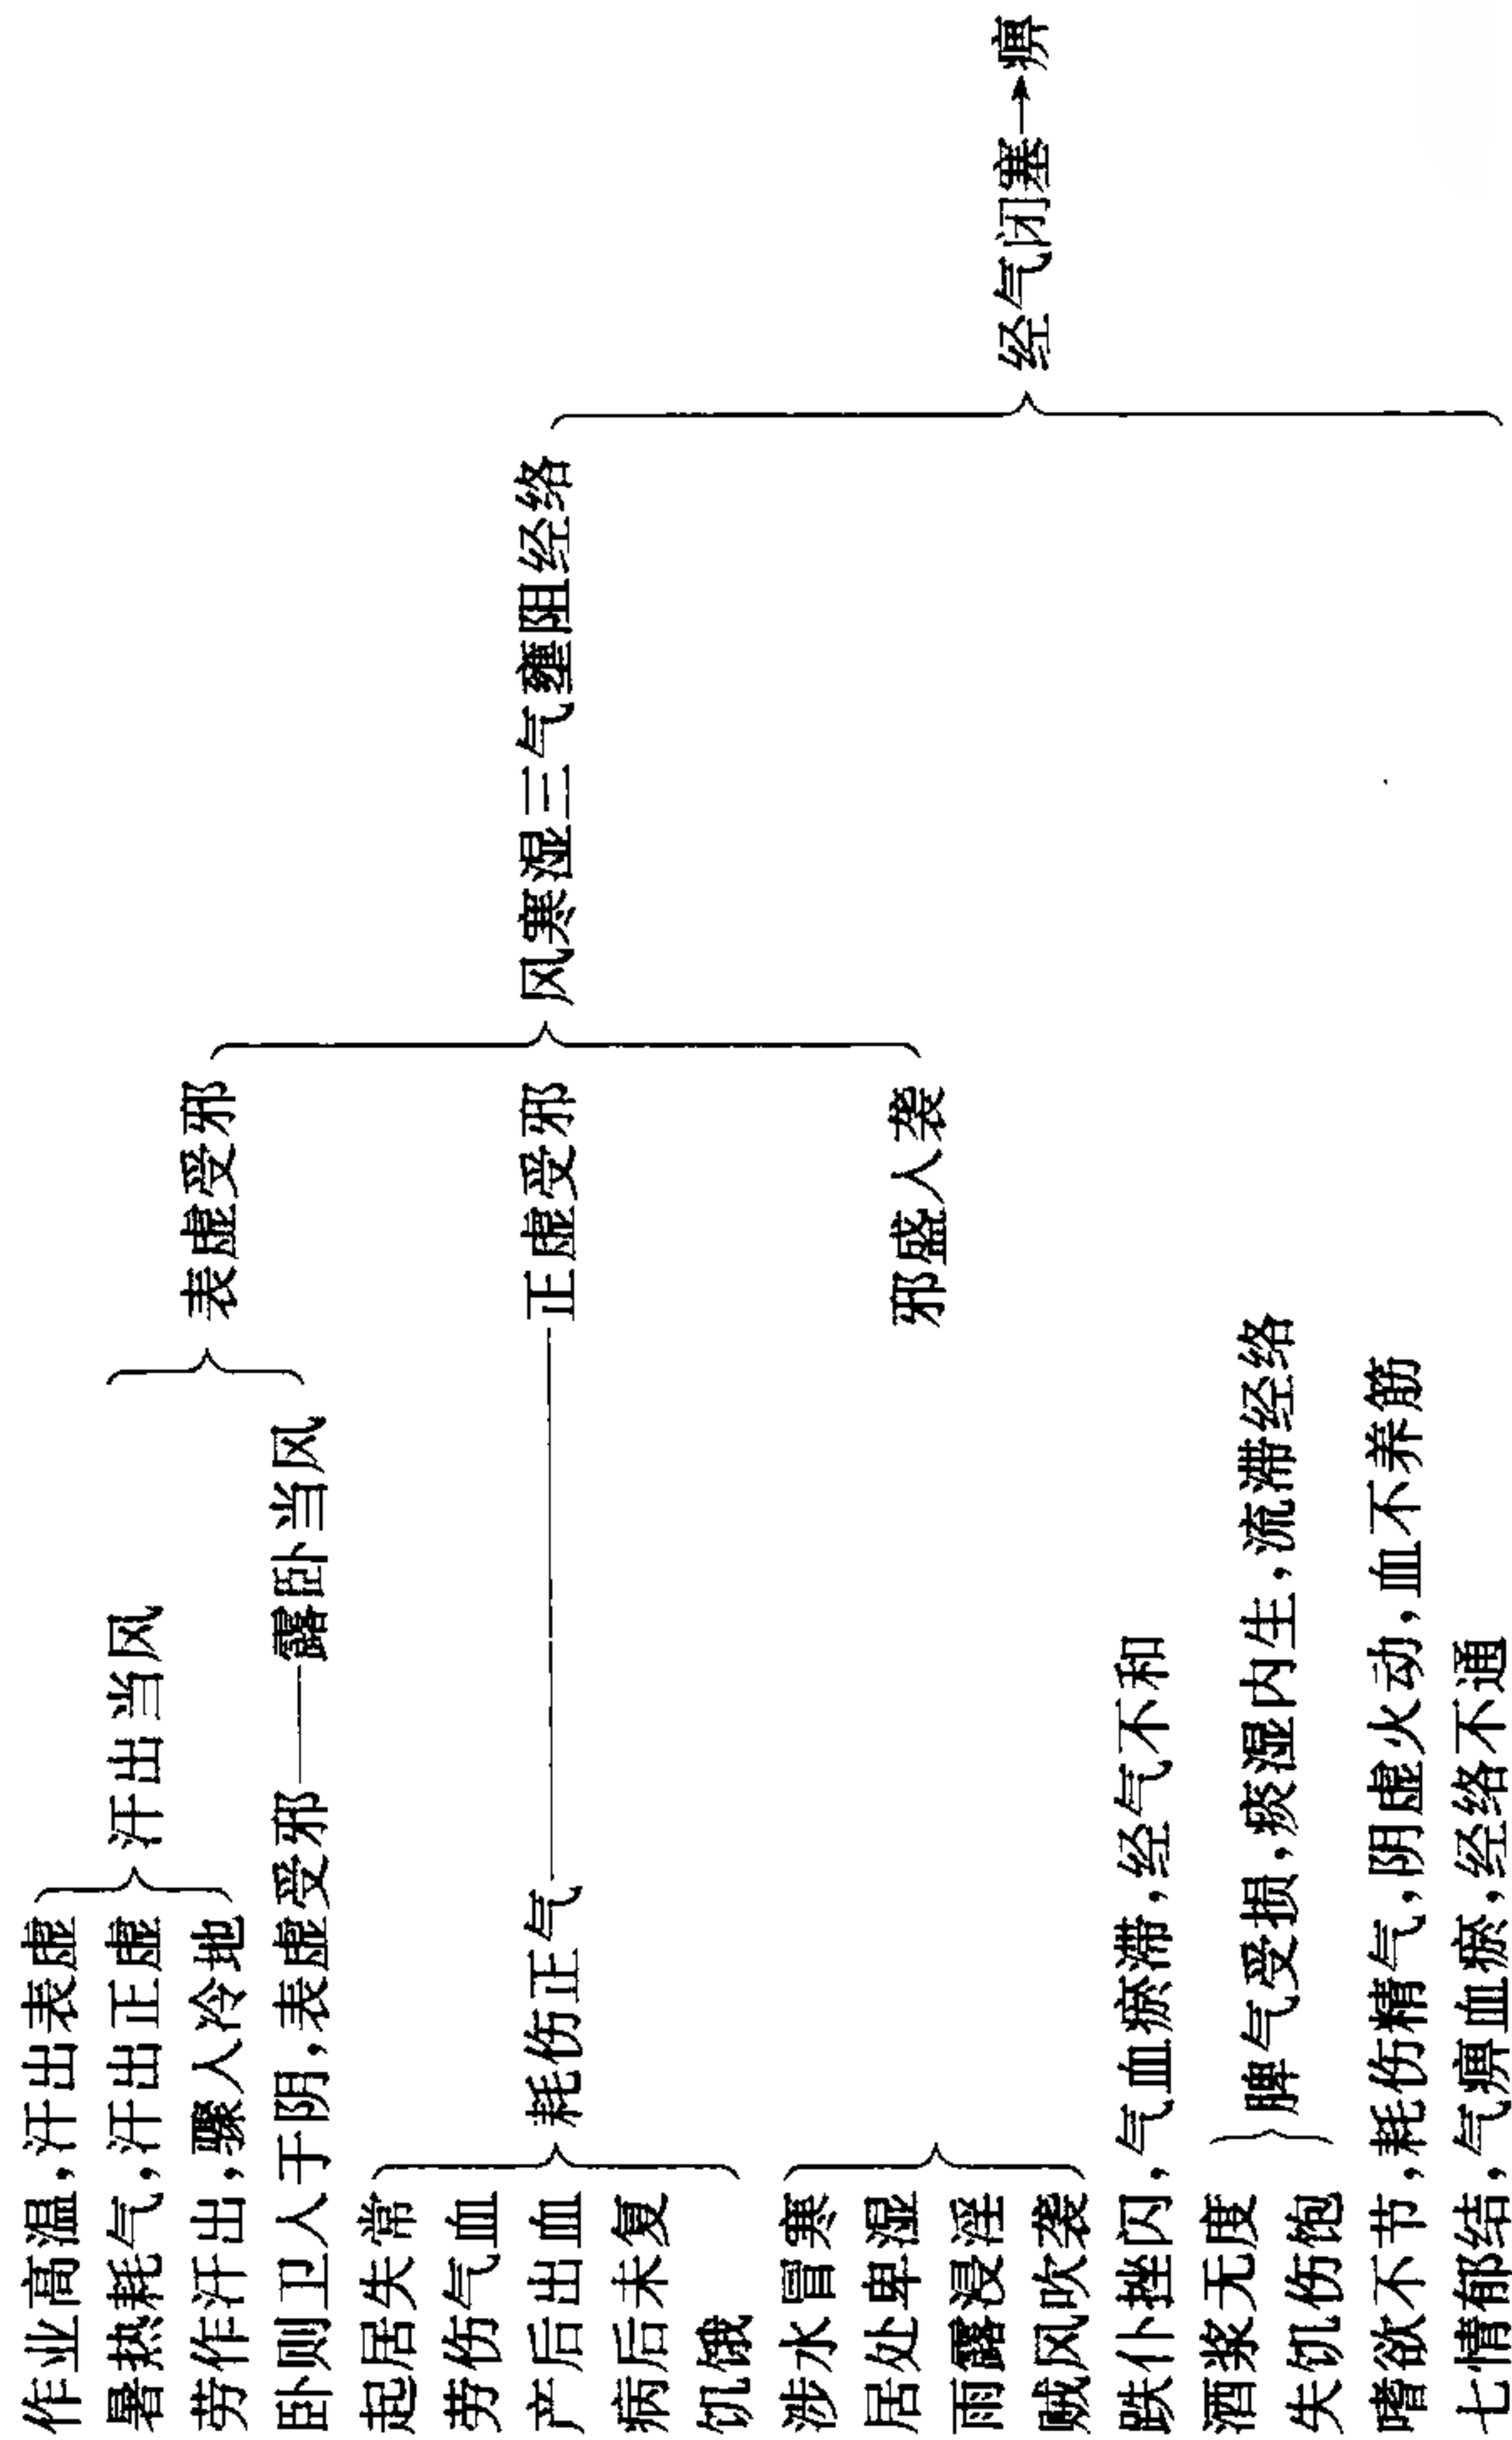 作业高温,汗出表虚
暑热耗气,汗出正虚
劳作汗出,骤人冷地
汗出当风
卧则卫人于阴,表虚受邪——露卧当风
表虚受邪
起居失常
劳伤气血
产后出血
病后未复
饥饿
耗伤正气
正虚受邪
涉水冒寒
居处卑湿
雨露浸淫
贼风吹袭
邪盛人袭
风寒湿三气壅阻经络
跌仆挫闪,气血瘀滞,经气不和
酒浆无度
失饥伤饱
脾气受损,痰湿内生,流滞经络
嗜欲不节,耗伤精气,阴虚火动,血不养筋
七情郁结,气痹血瘀,经络不通
经气闭塞→痹